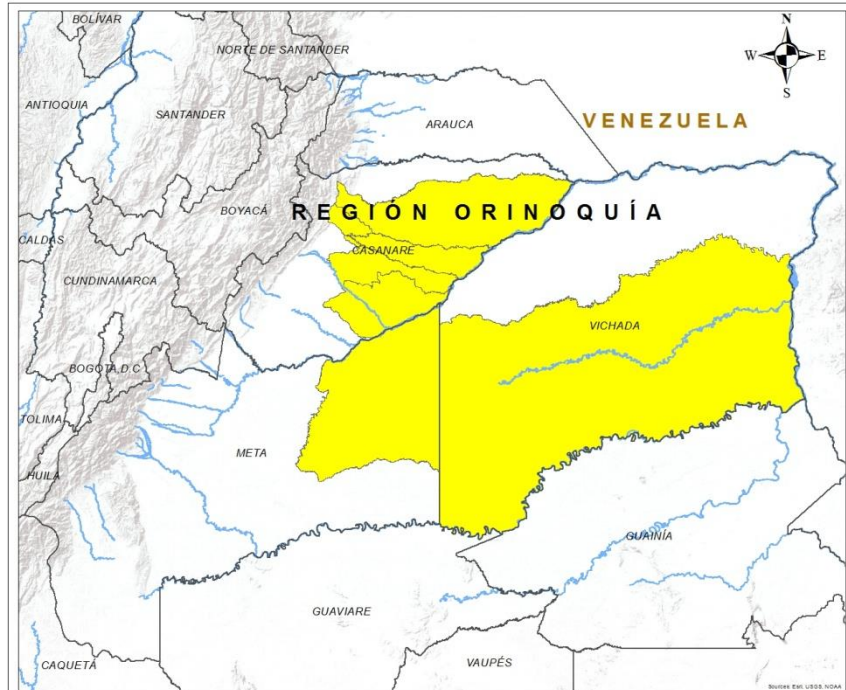 BOLÍVAR
N
NORTE DE SANTANDER
W
E
S
ANTIOQUIA
SANTANDER
ARAUCA
VENEZUELA
BOYACÁ
REGIÓN ORINOQUÍA
CALDAS
CASANARE
CUNDINAMARCA
VICHADA
BOGOTÁ D.C
TOLIMA
META
HUILA
GUAINÍA
GUAVIARE
CAQUETÁ
VAUPÉS
Sources: Esri, USGS, NOAA